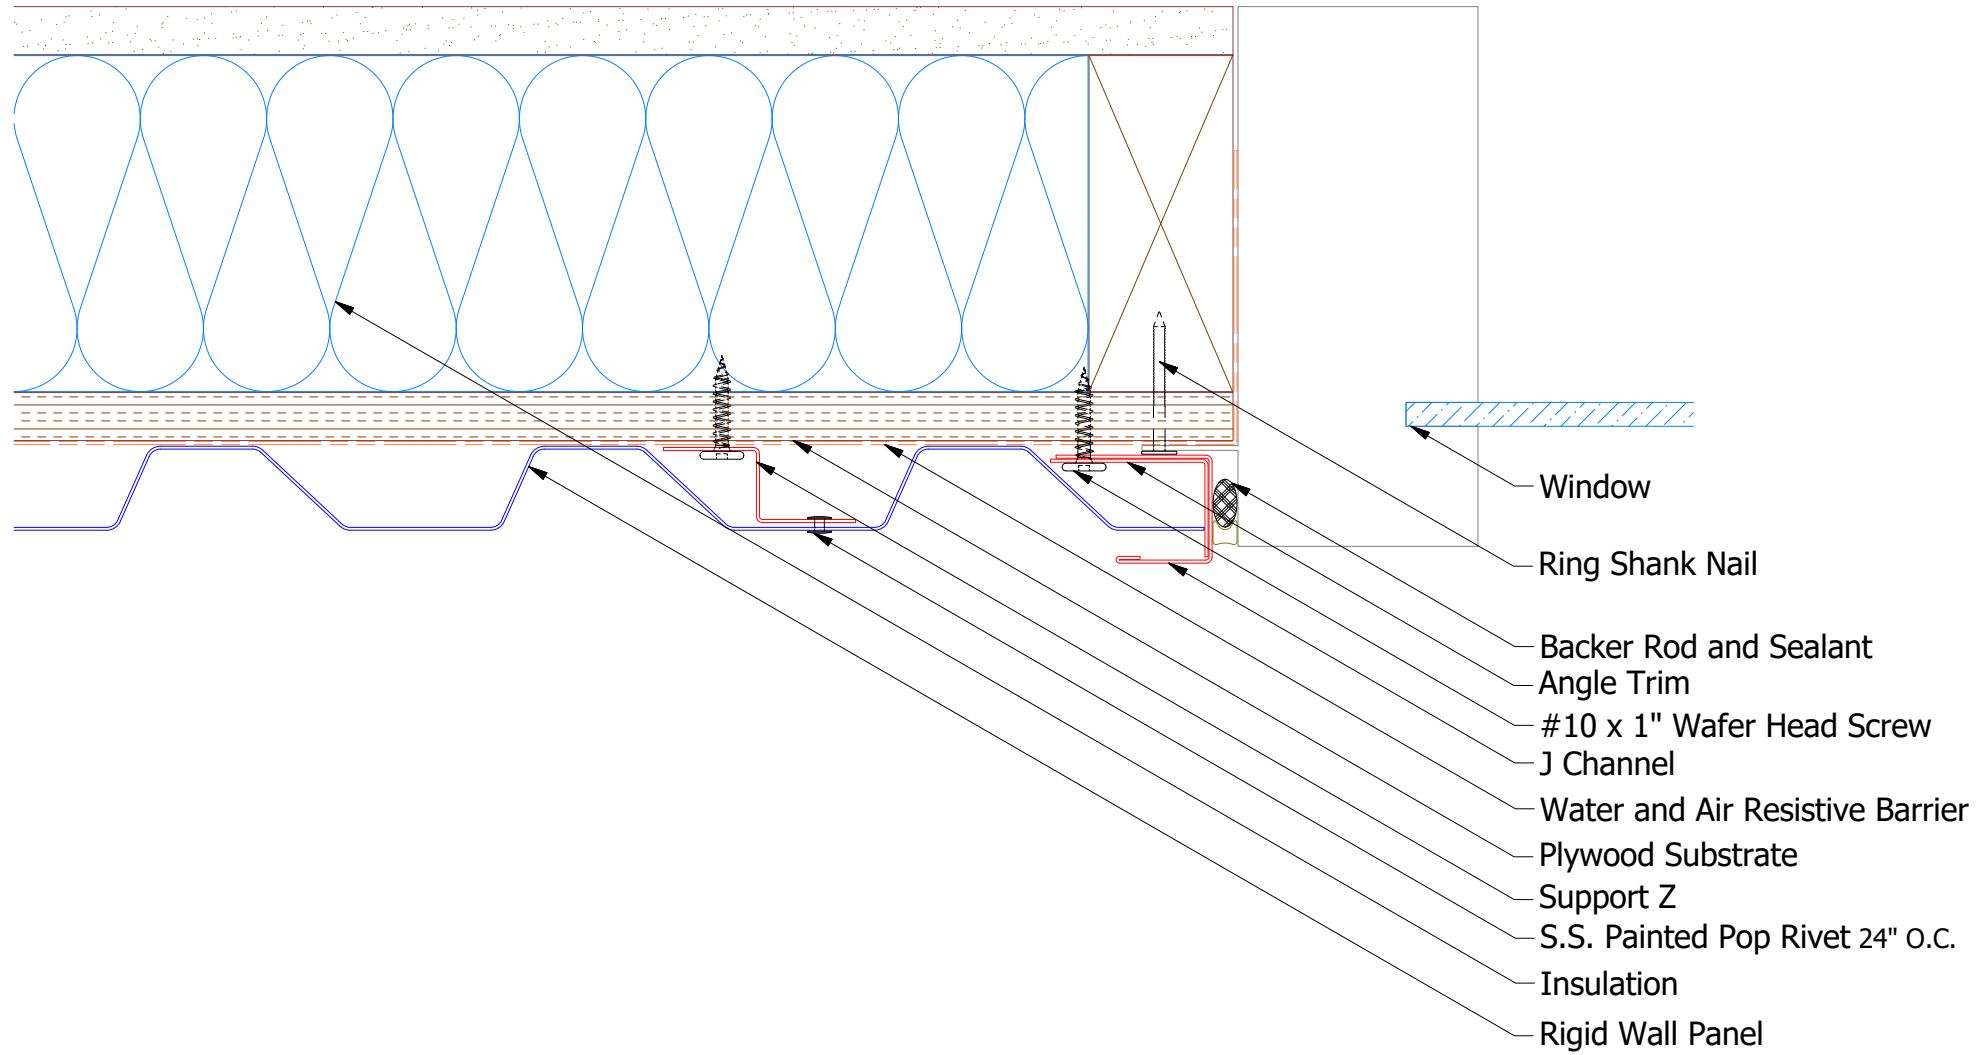 Window
Ring Shank Nail
Backer Rod and Sealant
Angle Trim
#10 x 1" Wafer Head Screw
J Channel
Water and Air Resistive Barrier
Plywood Substrate
Support Z
S.S. Painted Pop Rivet 24" O.C.
Insulation
Rigid Wall Panel